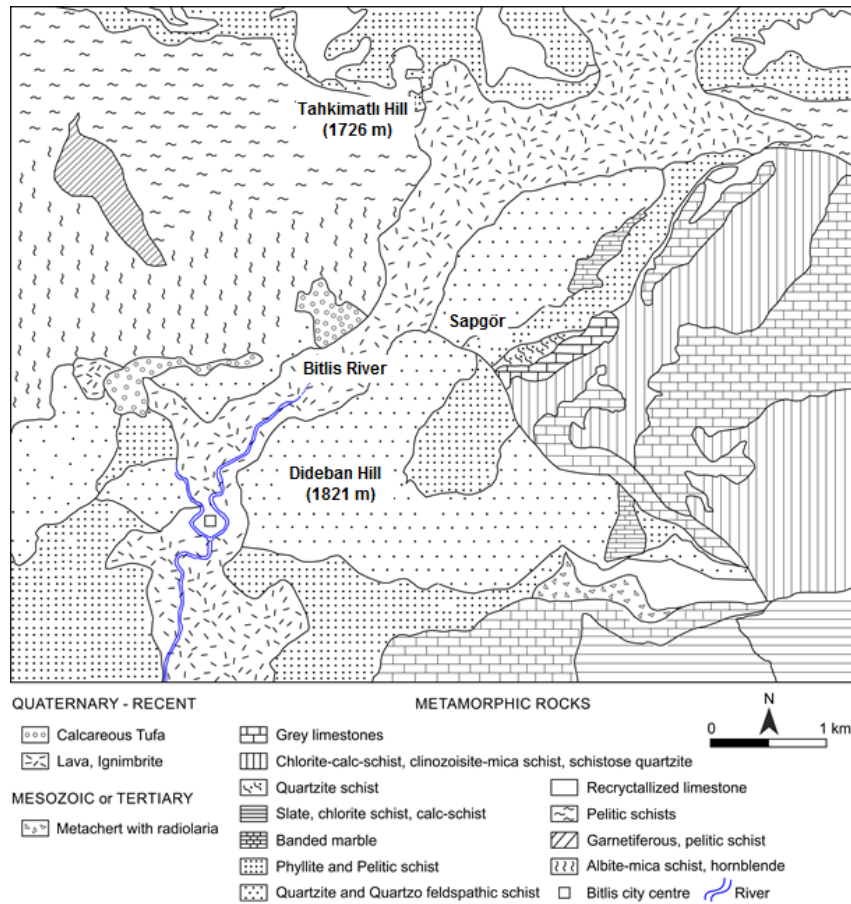 Tahkimatlı Hill
(1726 m)
Sapgör
Bitlis River
Dideban Hill
(1821 m)
QUATERNARY - RECENT
Calcareous Tufa
Lava, Ignimbrite
MESOZOIC or TERTIARY
Metachert with radiolaria
METAMORPHIC ROCKS
Grey limestones
Chlorite-calc-schist, clinozoisite-mica schist, schistose quartzite
Quartzite schist
Slate, chlorite schist, calc-schist
Banded marble
Phyllite and Pelitic schist
Quartzite and Quartzo feldspathic schist
Recryctallized limestone
Pelitic schists
Garnetiferous, pelitic schist
Albite-mica schist, hornblende
Bitlis city centre
River
N
0 1 km